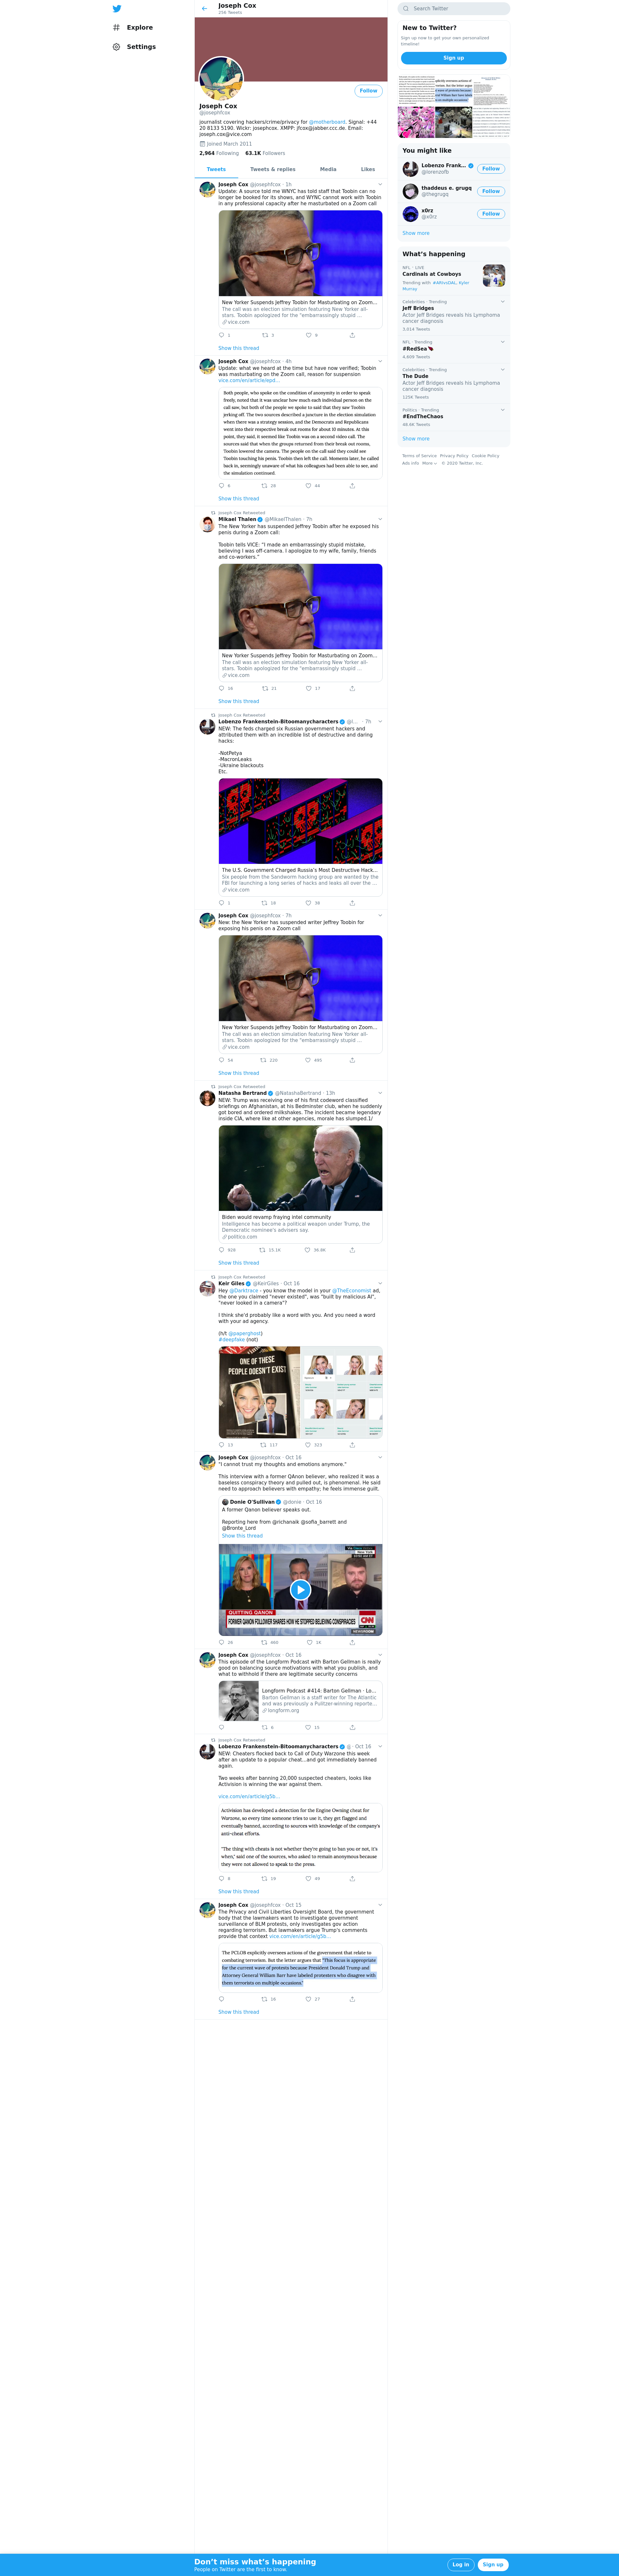 Explore
Settings
Joseph Cox
25K Tweets
Follow
Joseph Cox
@josephfcox
journalist covering hackers/crime/privacy for @motherboard. Signal: +44
20 8133 5190. Wickr: josephcox. XMPP: jfcox@jabber.ccc.de. Email:
joseph.cox@vice.com
Joined March 2011
2,964 Following 63.1K Followers
Tweets Tweets & replies Media Likes
Joseph Cox @josephfcox · 1h
Update: A source told me WNYC has told staff that Toobin can no
longer be booked for its shows, and WYNC cannot work with Toobin
in any professional capacity after he masturbated on a Zoom call
New Yorker Suspends Jeffrey Toobin for Masturbating on Zoom...
The call was an election simulation featuring New Yorker all-
stars. Toobin apologized for the "embarrassingly stupid ...
vice.com
1 3 9
Show this thread
Joseph Cox @josephfcox · 4h
Update: what we heard at the time but have now verified; Toobin
was masturbating on the Zoom call, reason for suspension
vice.com/en/article/epd...
Both people, who spoke on the condition of anonymity in order to speak
freely, noted that it was unclear how much each individual person on the
call saw, but both of the people we spoke to said that they saw Toobin
jerking off. The two sources described a juncture in the election simulation
when there was a strategy session, and the Democrats and Republicans
went into their respective break out rooms for about 10 minutes. At this
point, they said, it seemed like Toobin was on a second video call. The
sources said that when the groups returned from their break out rooms,
Toobin lowered the camera. The people on the call said they could see
Toobin touching his penis. Toobin then left the call. Moments later, he called
back in, seemingly unaware of what his colleagues had been able to see, and
the simulation continued.
28 44
Show this thread
Joseph Cox Retweeted
Mikael Thalen @MikaelThalen · 7h
The New Yorker has suspended Jeffrey Toobin after he exposed his
penis during a Zoom call:
Toobin tells VICE: "I made an embarrassingly stupid mistake,
believing I was off-camera. I apologize to my wife, family, friends
and co-workers."
New Yorker Suspends Jeffrey Toobin for Masturbating on Zoom...
The call was an election simulation featuring New Yorker all-
stars. Toobin apologized for the "embarrassingly stupid ...
vice.com
16 21 17
Show this thread
Joseph Cox Retweeted
Lobenzo Frankenstein-Bitoomanycharacters @l... · 7h
NEW: The feds charged six Russian government hackers and
attributed them with an incredible list of destructive and daring
hacks:
-NotPetya
-MacronLeaks
-Ukraine blackouts
Etc.
The U.S. Government Charged Russia's Most Destructive Hack...
Six people from the Sandworm hacking group are wanted by the
FBI for launching a long series of hacks and leaks all over the ...
vice.com
1 18 38
Joseph Cox @josephfcox · 7h
New: the New Yorker has suspended writer Jeffrey Toobin for
exposing his penis on a Zoom call
New Yorker Suspends Jeffrey Toobin for Masturbating on Zoom...
The call was an election simulation featuring New Yorker all-
stars. Toobin apologized for the "embarrassingly stupid ...
vice.com
54 220 495
Show this thread
Joseph Cox Retweeted
Natasha Bertrand @NatashaBertrand · 13h
NEW: Trump was receiving one of his first codeword classified
briefings on Afghanistan, at his Bedminster club, when he suddenly
got bored and ordered milkshakes. The incident became legendary
inside CIA, where like at other agencies, morale has slumped.1/
Biden would revamp fraying intel community
Intelligence has become a political weapon under Trump, the
Democratic nominee's advisers say.
politico.com
928 15.1K 36.8K
Show this thread
Joseph Cox Retweeted
Keir Giles @KeirGiles · Oct 16
Hey @Darktrace - you know the model in your @TheEconomist ad,
the one you claimed "never existed", was "built by malicious AI",
"never looked in a camera"?
I think she'd probably like a word with you. And you need a word
with your ad agency.
(h/t @paperghost)
#deepfake (not)
ONE OF THESE
PEOPLE DOESN'T EXIST
13 117 323
Joseph Cox @josephfcox · Oct 16
"I cannot trust my thoughts and emotions anymore."
This interview with a former QAnon believer, who realized it was a
baseless conspiracy theory and pulled out, is phenomenal. He said
need to approach believers with empathy; he feels immense guilt.
Donie O'Sullivan @donie · Oct 16
A former Qanon believer speaks out.
Reporting here from @richanaik @sofia_barrett and
@Bronte_Lord
Show this thread
New York
QUITTING QANON
FORMER QANON FOLLOWER SHARES HOW HE STOPPED BELIEVING CONSPIRACIES
CNN
NEWSROOM
26 460 1K
Joseph Cox @josephfcox · Oct 16
This episode of the Longform Podcast with Barton Gellman is really
good on balancing source motivations with what you publish, and
what to withhold if there are legitimate security concerns
Longform Podcast #414: Barton Gellman · Lo...
Barton Gellman is a staff writer for The Atlantic
and was previously a Pulitzer-winning reporte...
longform.org
6 15
Joseph Cox Retweeted
Lobenzo Frankenstein-Bitoomanycharacters @ · Oct 16
NEW: Cheaters flocked back to Call of Duty Warzone this week
after an update to a popular cheat...and got immediately banned
again.
Two weeks after banning 20,000 suspected cheaters, looks like
Activision is winning the war against them.
vice.com/en/article/g5b...
Activision has developed a detection for the Engine Owning cheat for
Warzone, so every time someone tries to use it, they get flagged and
eventually banned, according to sources with knowledge of the company's
anti-cheat efforts.
"The thing with cheats is not whether they're going to ban you or not, it's
when," said one of the sources, who asked to remain anonymous because
they were not allowed to speak to the press.
8 19 49
Show this thread
Joseph Cox @josephfcox · Oct 15
The Privacy and Civil Liberties Oversight Board, the government
body that the lawmakers want to investigate government
surveillance of BLM protests, only investigates gov action
regarding terrorism. But lawmakers argue Trump's comments
provide that context vice.com/en/article/g5b...
The PCLOB explicitly oversees actions of the government that relate to
combating terrorism. But the letter argues that "This focus is appropriate
for the current wave of protests because President Donald Trump and
Attorney General William Barr have labeled protesters who disagree with
them terrorists on multiple occasions."
16 27
Show this thread
Search Twitter
New to Twitter?
Sign up now to get your own personalized
timeline!
Sign up
You might like
Lobenzo Frank...
@lorenzofb
Follow
thaddeus e. grugq
@thegrugq
Follow
x0rz
@x0rz
Follow
Show more
What's happening
NFL · LIVE
Cardinals at Cowboys
Trending with #ARIvsDAL, Kyler
Murray
Celebrities · Trending
Jeff Bridges
Actor Jeff Bridges reveals his Lymphoma
cancer diagnosis
3,014 Tweets
NFL · Trending
#RedSea
4,609 Tweets
Celebrities · Trending
The Dude
Actor Jeff Bridges reveals his Lymphoma
cancer diagnosis
125K Tweets
Politics · Trending
#EndTheChaos
48.6K Tweets
Show more
Terms of Service Privacy Policy Cookie Policy
Ads info More © 2020 Twitter, Inc.
Don't miss what's happening
People on Twitter are the first to know.
Log in
Sign up